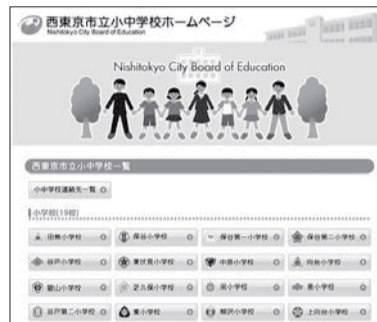 西東京市立小中学校ホームページ
Nishitokyo City Board of Education
Nishitokyo City Board of Education
西東京市立小中学校一覧
小中学校連絡先一覧
小学校(19校)
田無小学校 保谷小学校 保谷第一小学校 保谷第二小学校
谷戸小学校 東伏見小学校 中原小学校 向台小学校
碧山小学校 芝久保小学校 栄小学校 泉小学校
谷戸第二小学校 東小学校 柳沢小学校 上向台小学校